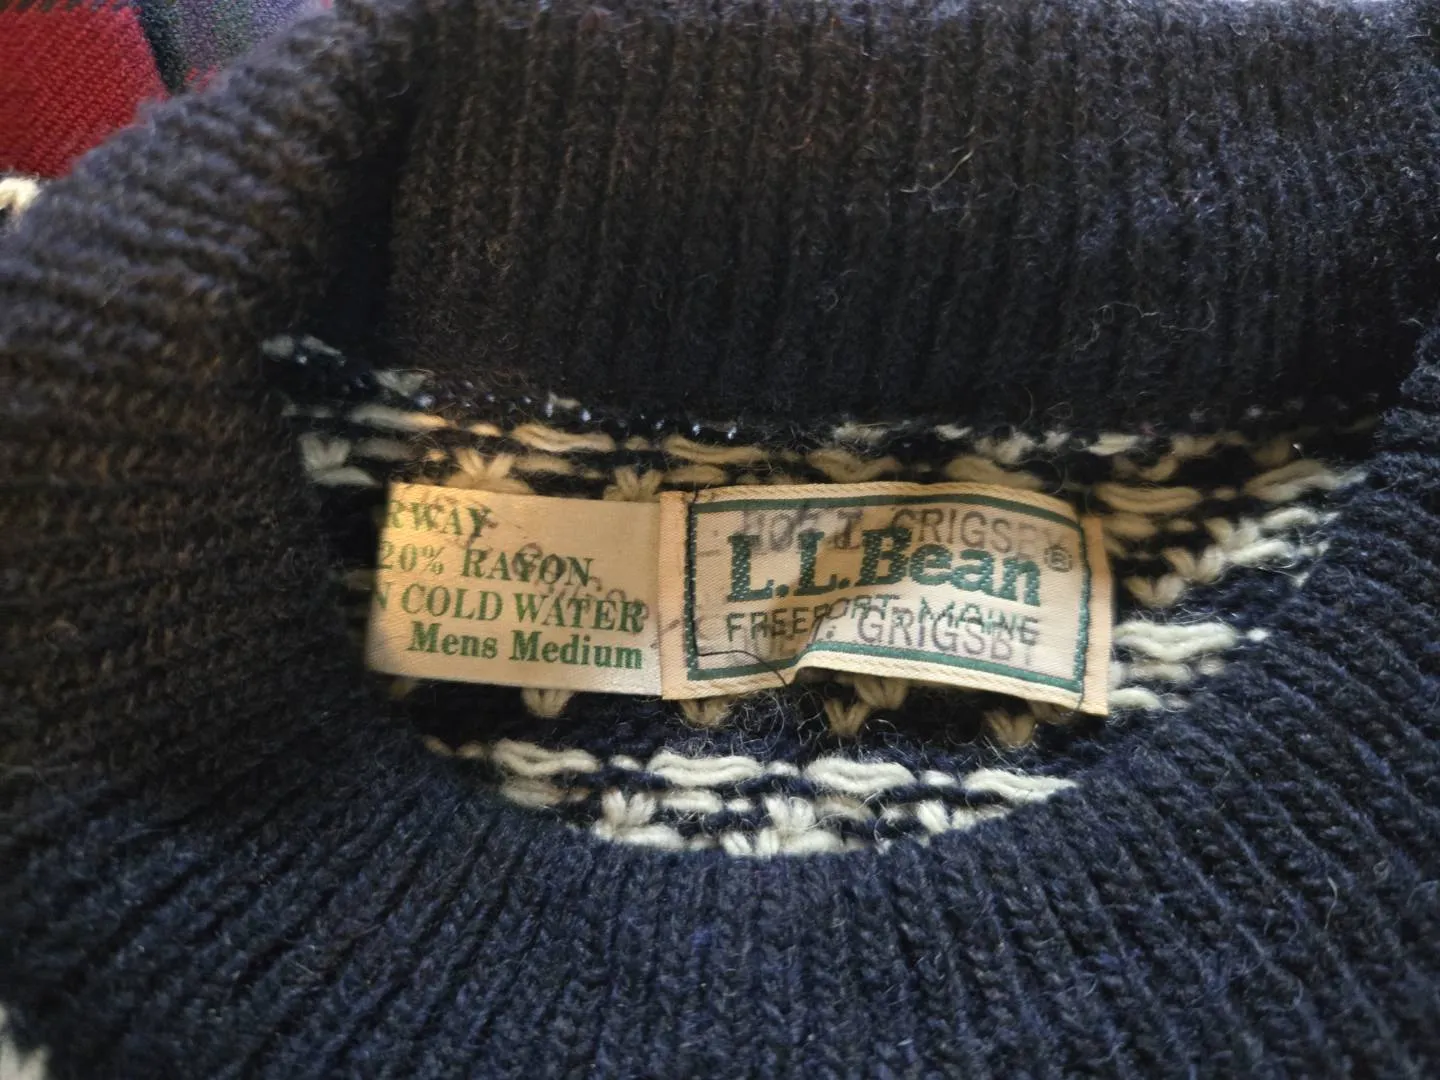 RWAY
20% RAYON
N COLD WATER
Mens Medium
GRIGSBY
L.L.Bean®
FREEPORT, MAINE
GRIGSBY